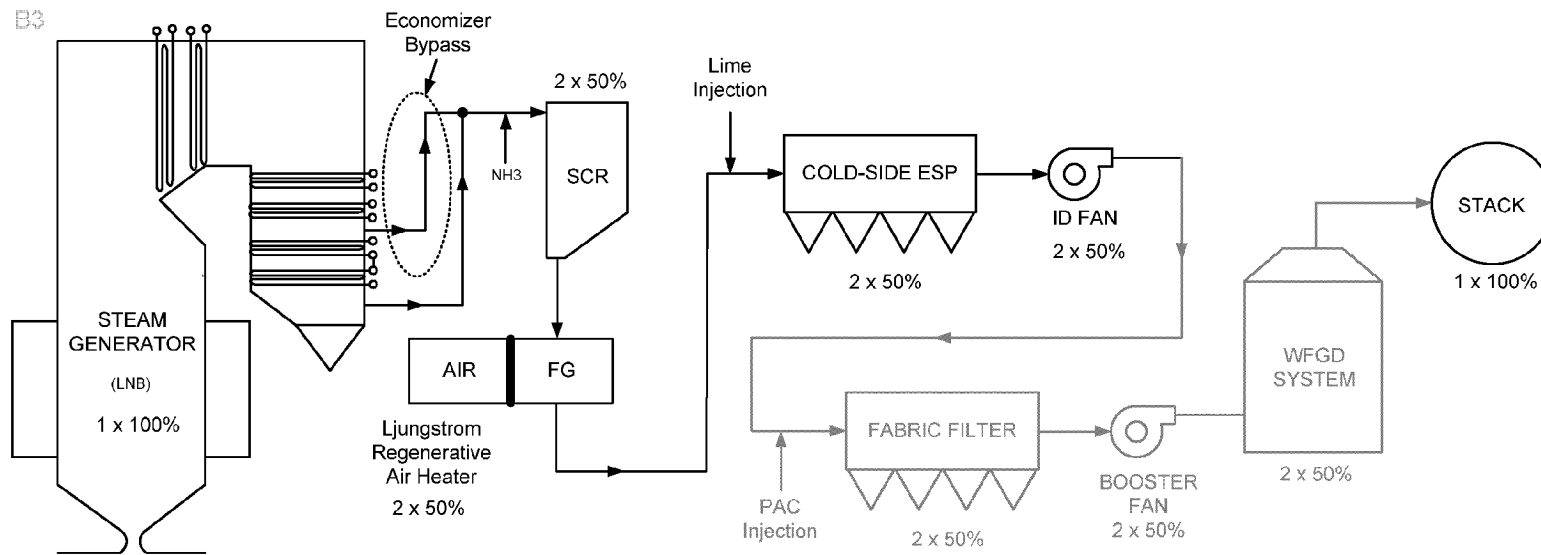 B3
Economizer
Bypass
2 x 50%
NH3
SCR
STEAM
GENERATOR
(LNB)
1 x 100%
AIR
FG
Ljungstrom
Regenerative
Air Heater
2 x 50%
Lime
Injection
COLD-SIDE ESP
2 x 50%
ID FAN
2 x 50%
PAC
Injection
FABRIC FILTER
2 x 50%
BOOSTER
FAN
2 x 50%
WFGD
SYSTEM
2 x 50%
STACK
1 x 100%